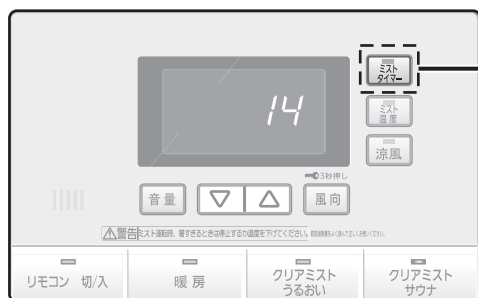 ミスト
タイマー
14
ミスト
温度
涼風
3秒押し
音量 ▽ △ 風向
⚠警告 ミスト運転時、暑すぎるときは停止するか温度を下げてください。
リモコン 切/入 暖房 クリアミスト
うるおい クリアミスト
サウナ